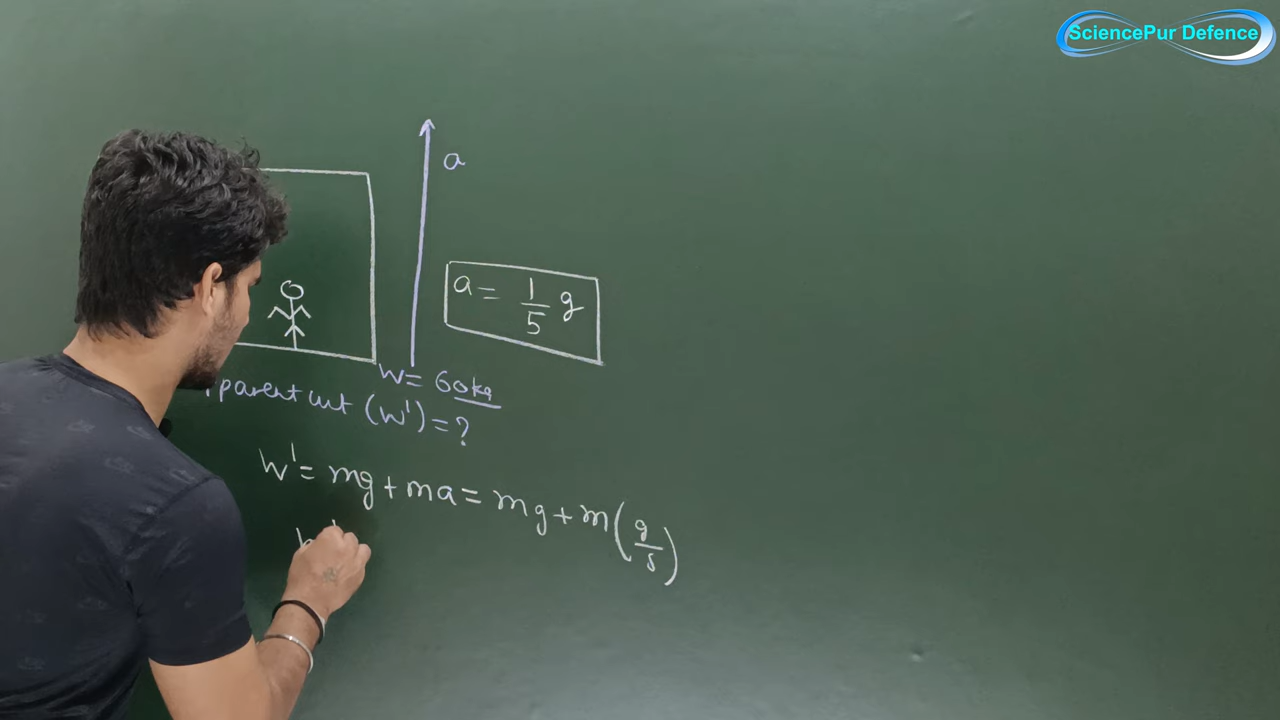 SciencePur Defence
a
a = 1/5 g
W = 60kg
parent wt (W') = ?
W' = mg + ma = mg + m(g/5)